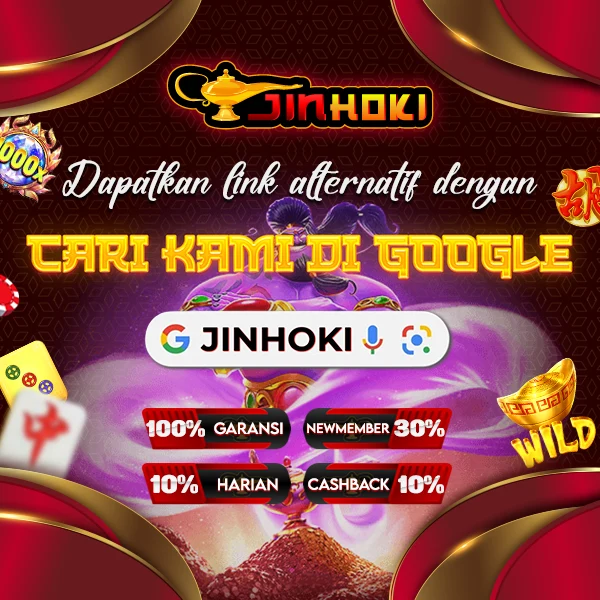 JINHOKI
1000x
Dapatkan link alternatif dengan
CARI KAMI DI GOOGLE
G JINHOKI
100% GARANSI
NEWMEMBER 30%
10% HARIAN
CASHBACK 10%
中
WILD